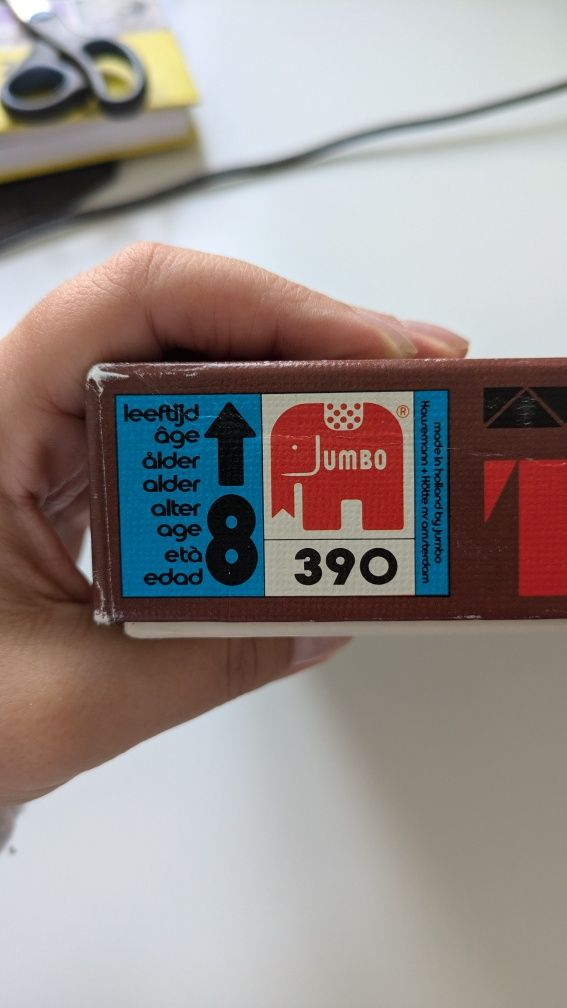 leeftijd
âge
ålder
alder
alter
age
età
edad
8
JUMBO
®
390
made in holland by jumbo
Hausemann + Hötte nv amsterdam